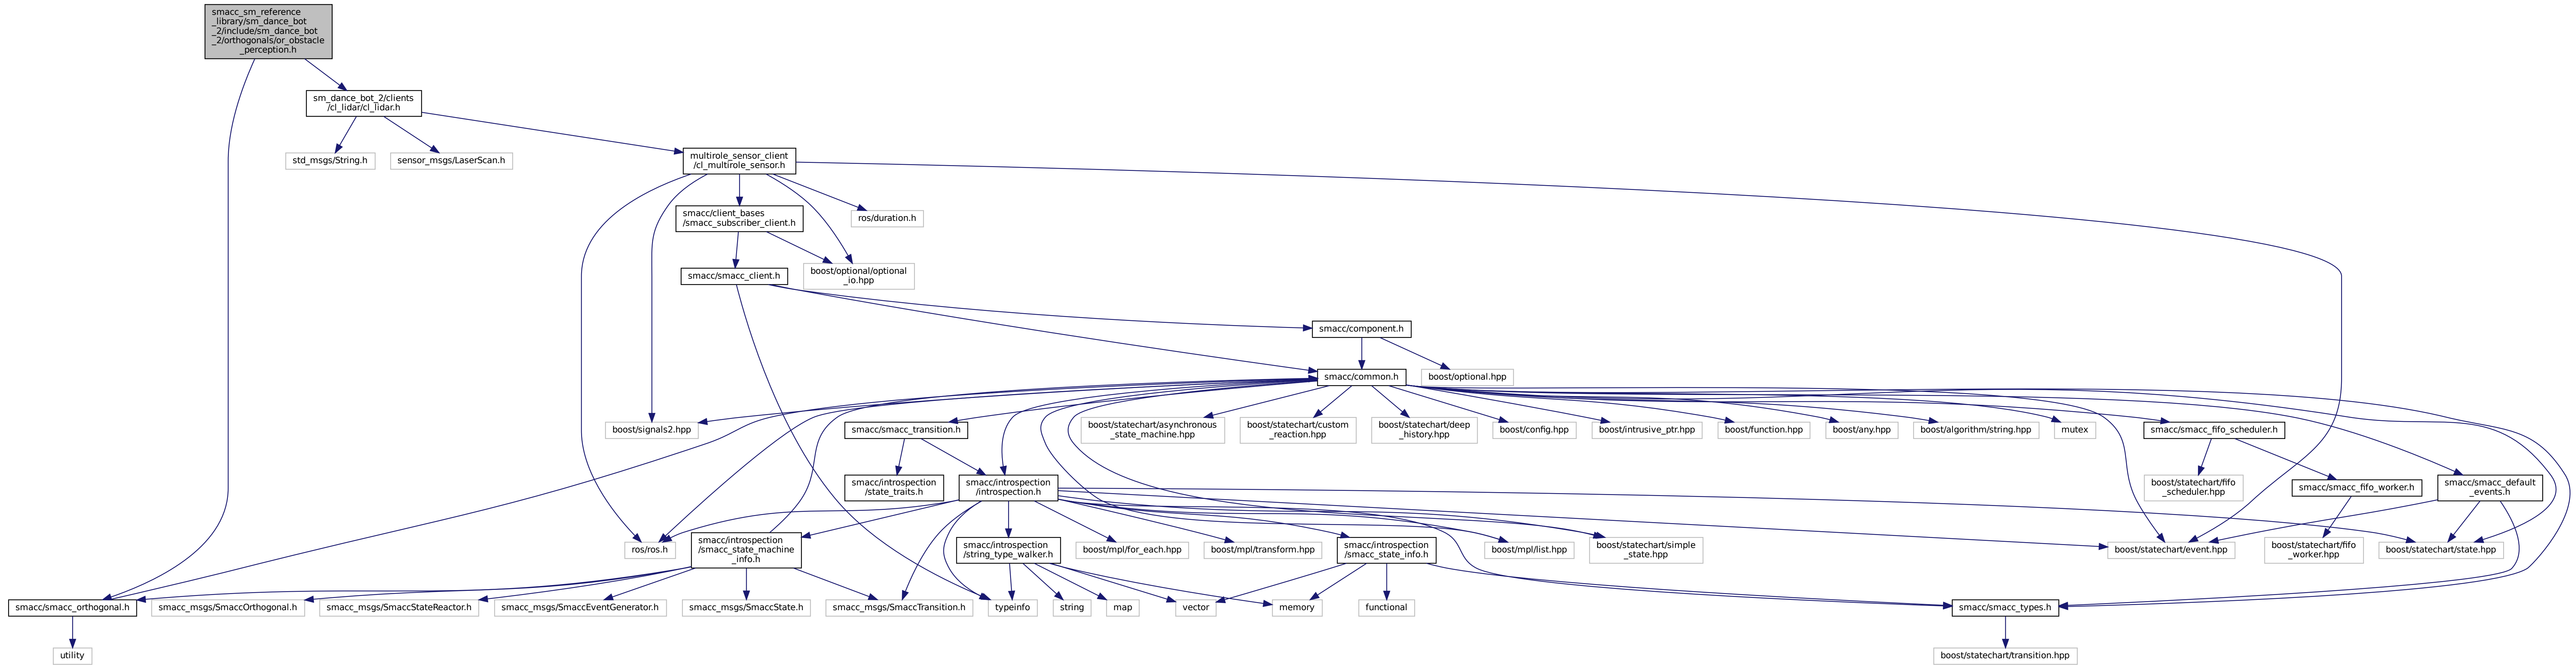 smacc_sm_reference
_library/sm_dance_bot
_2/include/sm_dance_bot
_2/orthogonals/or_obstacle
_perception.h
sm_dance_bot_2/clients
/cl_lidar/cl_lidar.h
std_msgs/String.h
sensor_msgs/LaserScan.h
multirole_sensor_client
/cl_multirole_sensor.h
smacc/client_bases
/smacc_subscriber_client.h
ros/duration.h
smacc/smacc_client.h
boost/optional/optional
_io.hpp
smacc/component.h
smacc/common.h
boost/optional.hpp
boost/signals2.hpp
smacc/smacc_transition.h
boost/statechart/asynchronous
_state_machine.hpp
boost/statechart/custom
_reaction.hpp
boost/statechart/deep
_history.hpp
boost/config.hpp
boost/intrusive_ptr.hpp
boost/function.hpp
boost/any.hpp
boost/algorithm/string.hpp
mutex
smacc/smacc_fifo_scheduler.h
smacc/introspection
/state_traits.h
smacc/introspection
/introspection.h
boost/statechart/fifo
_scheduler.hpp
smacc/smacc_fifo_worker.h
smacc/smacc_default
_events.h
ros/ros.h
smacc/introspection
/smacc_state_machine
_info.h
smacc/introspection
/string_type_walker.h
boost/mpl/for_each.hpp
boost/mpl/transform.hpp
smacc/introspection
/smacc_state_info.h
boost/mpl/list.hpp
boost/statechart/simple
_state.hpp
boost/statechart/event.hpp
boost/statechart/fifo
_worker.hpp
boost/statechart/state.hpp
smacc/smacc_orthogonal.h
smacc_msgs/SmaccOrthogonal.h
smacc_msgs/SmaccStateReactor.h
smacc_msgs/SmaccEventGenerator.h
smacc_msgs/SmaccState.h
smacc_msgs/SmaccTransition.h
typeinfo
string
map
vector
memory
functional
smacc/smacc_types.h
utility
boost/statechart/transition.hpp